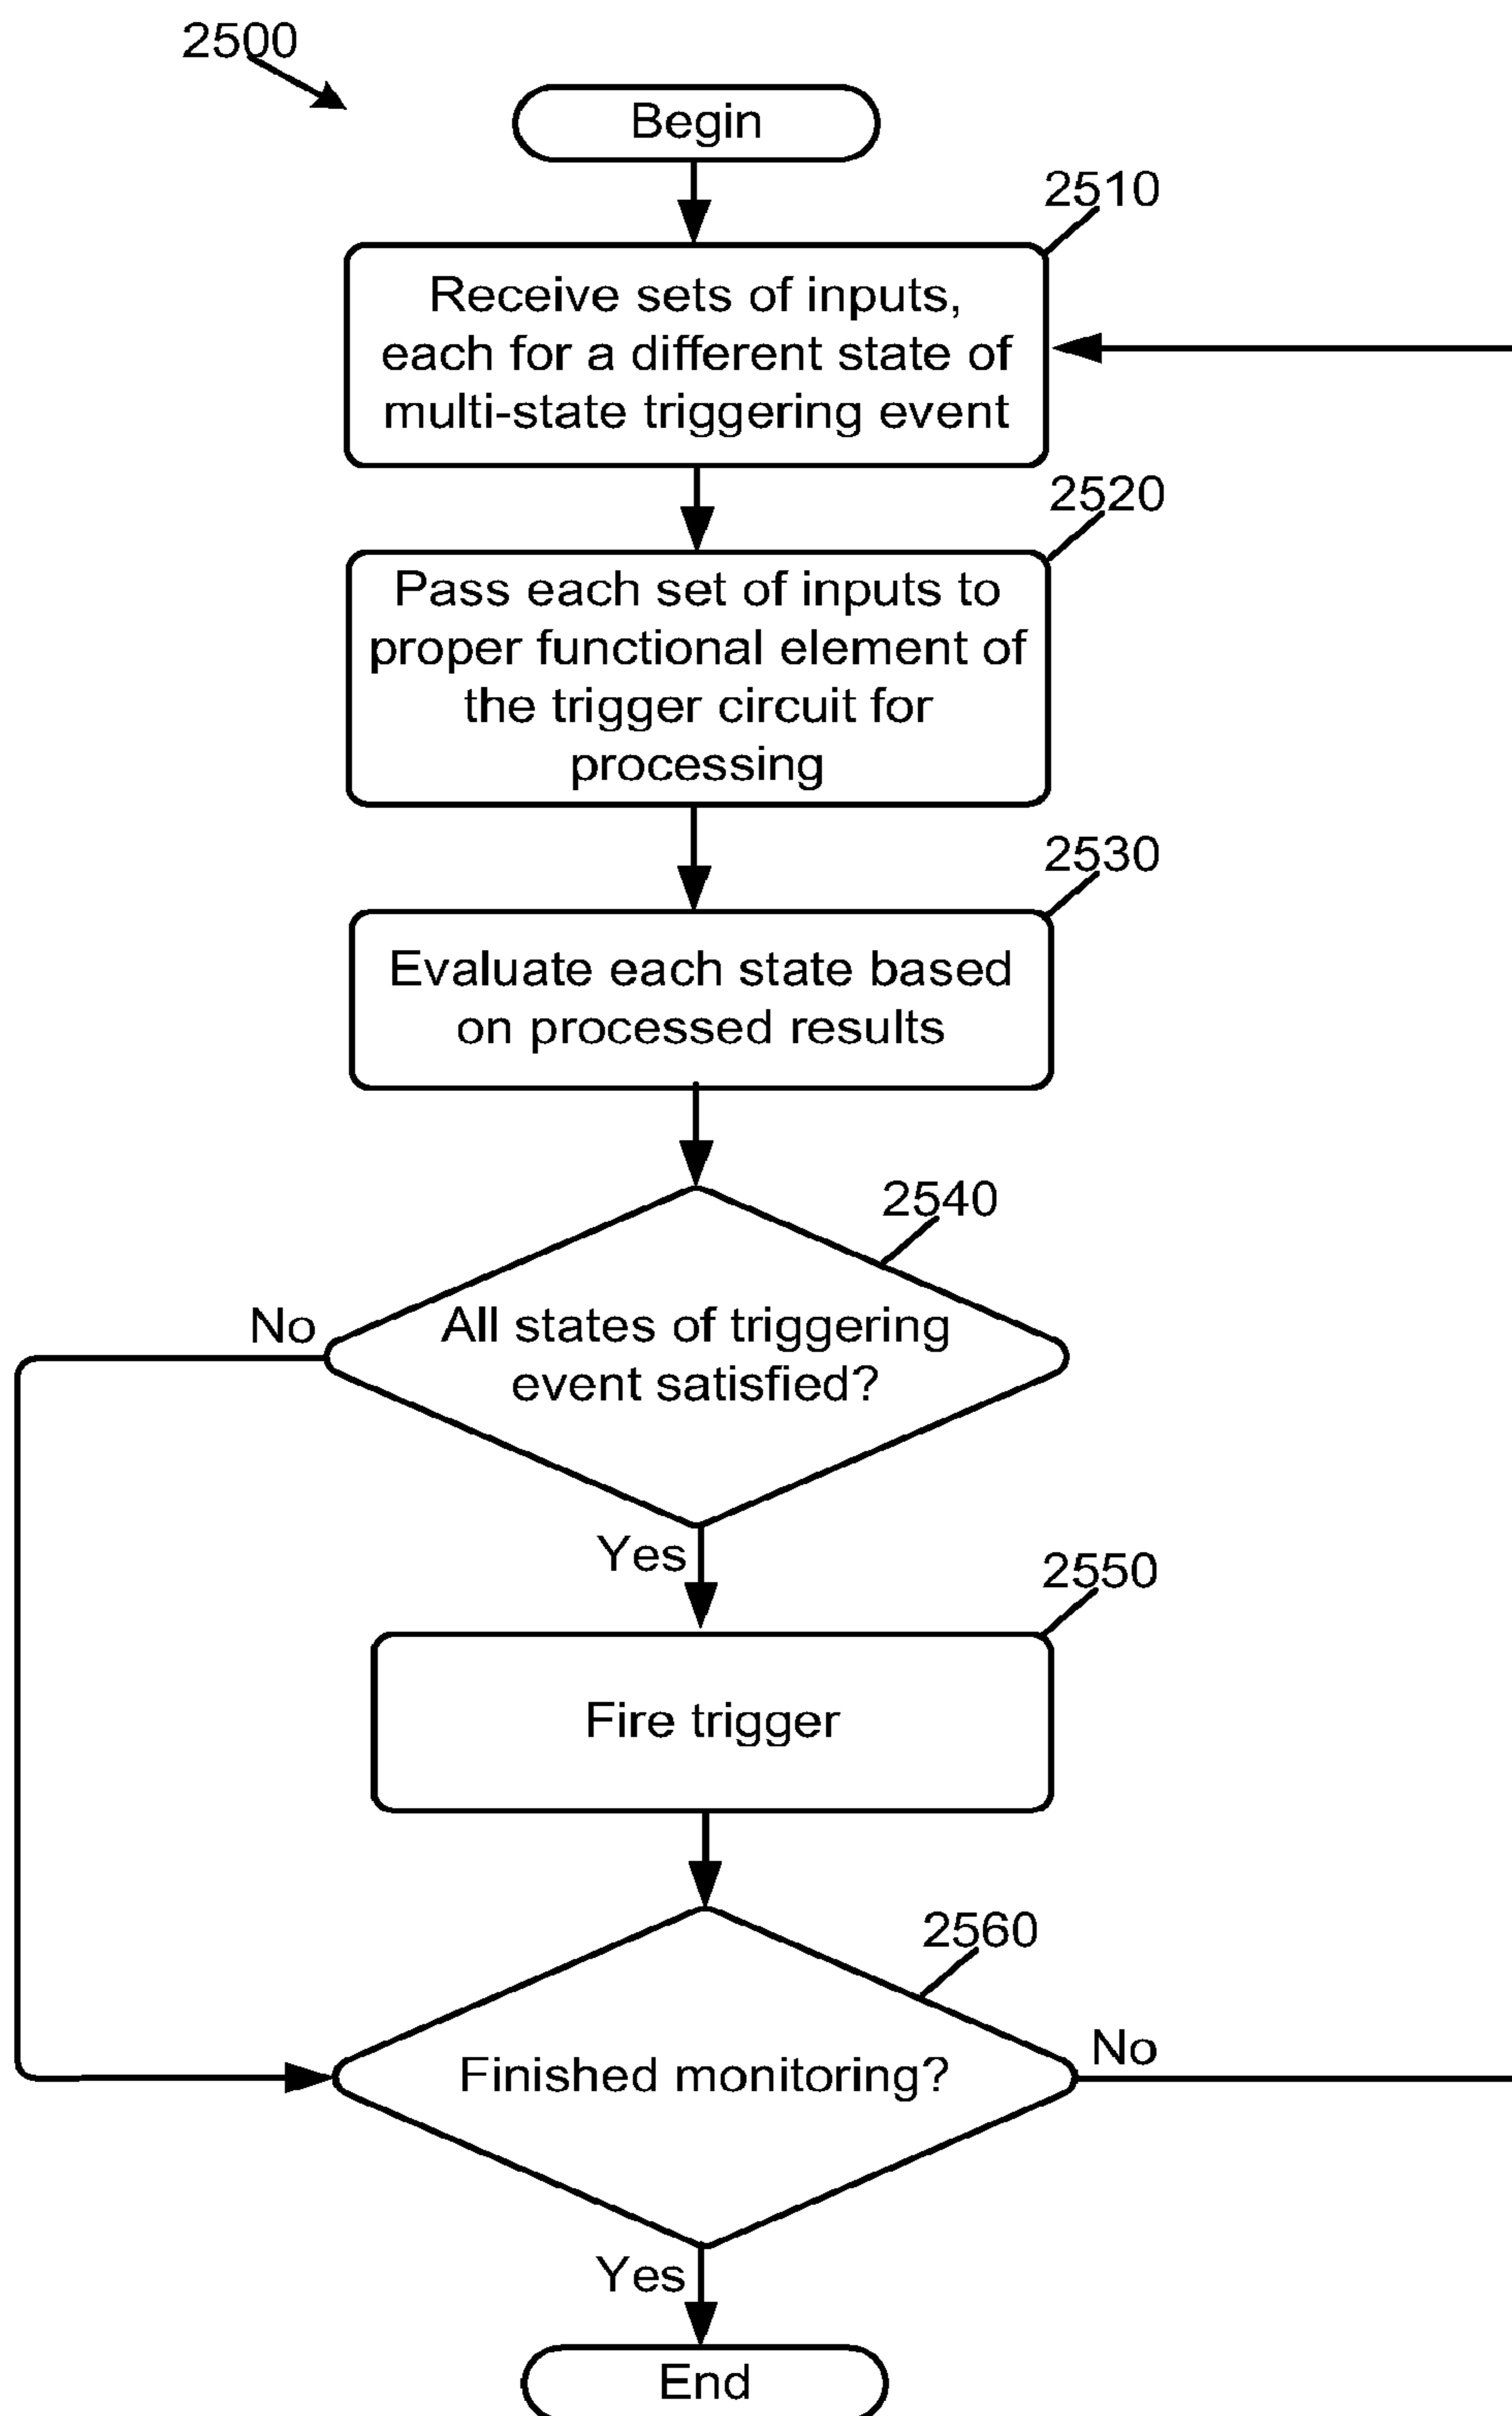 2500
Begin
2510
Receive sets of inputs,
each for a different state of
multi-state triggering event
2520
Pass each set of inputs to
proper functional element of
the trigger circuit for
processing
2530
Evaluate each state based
on processed results
2540
No
All states of triggering
event satisfied?
Yes
2550
Fire trigger
2560
Finished monitoring?
No
Yes
End